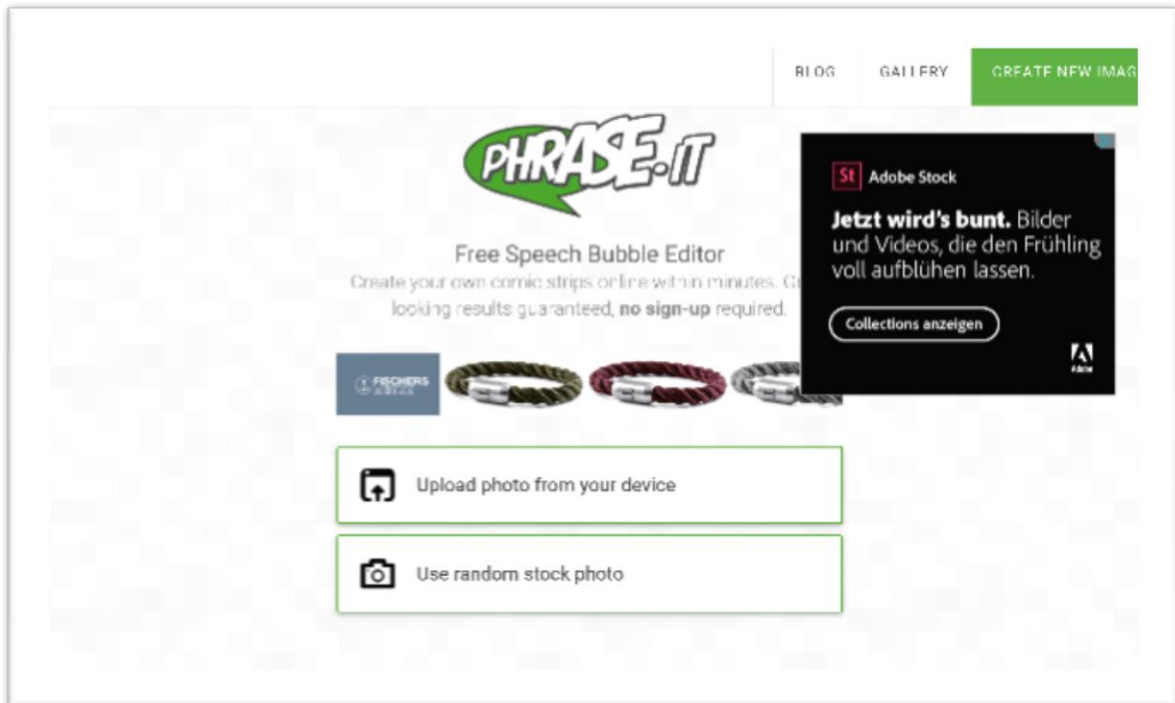 BLOG GALLERY CREATE NEW IMAG
PHRASE.IT
Free Speech Bubble Editor
Create your own comic strips online within minutes. G
looking results guaranteed, no sign-up required.
St Adobe Stock
Jetzt wird's bunt. Bilder
und Videos, die den Frühling
voll aufblühen lassen.
Collections anzeigen
Adobe
FISCHERS
Upload photo from your device
Use random stock photo